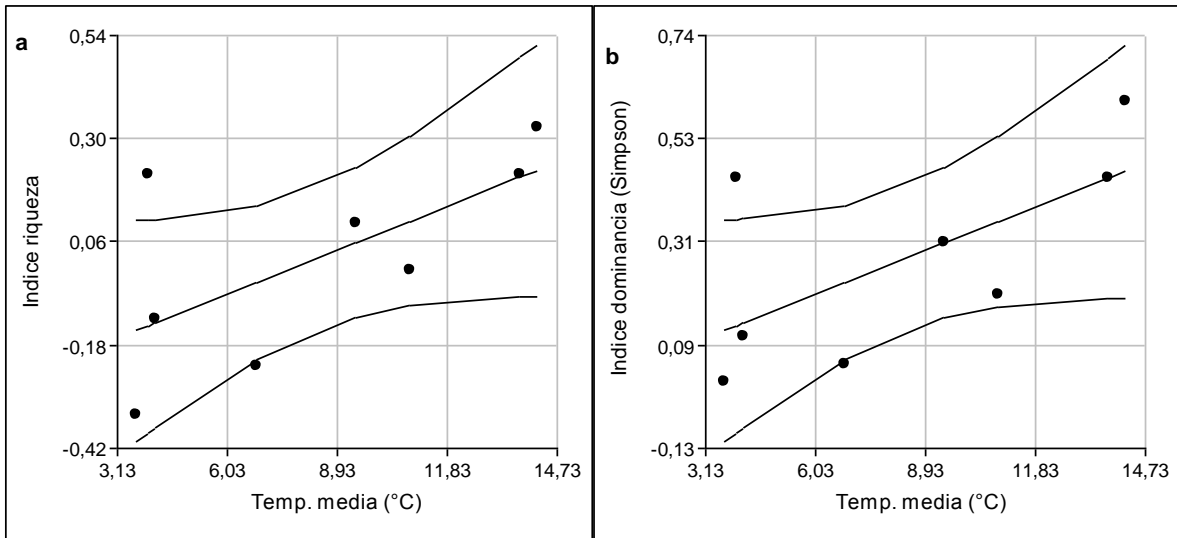 a
Indice riqueza
0,54
0,30
0,06
-0,18
-0,42
3,13 6,03 8,93 11,83 14,73
Temp. media (°C)
b
Indice dominancia (Simpson)
0,74
0,53
0,31
0,09
-0,13
3,13 6,03 8,93 11,83 14,73
Temp. media (°C)